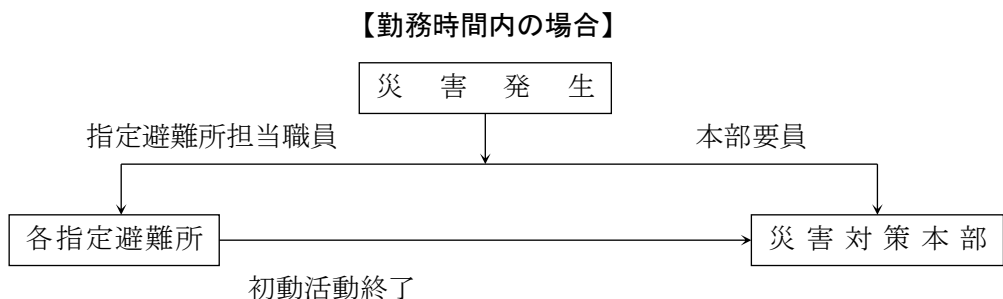 【勤務時間内の場合】
災害発生
指定避難所担当職員
本部要員
各指定避難所
災害対策本部
初動活動終了